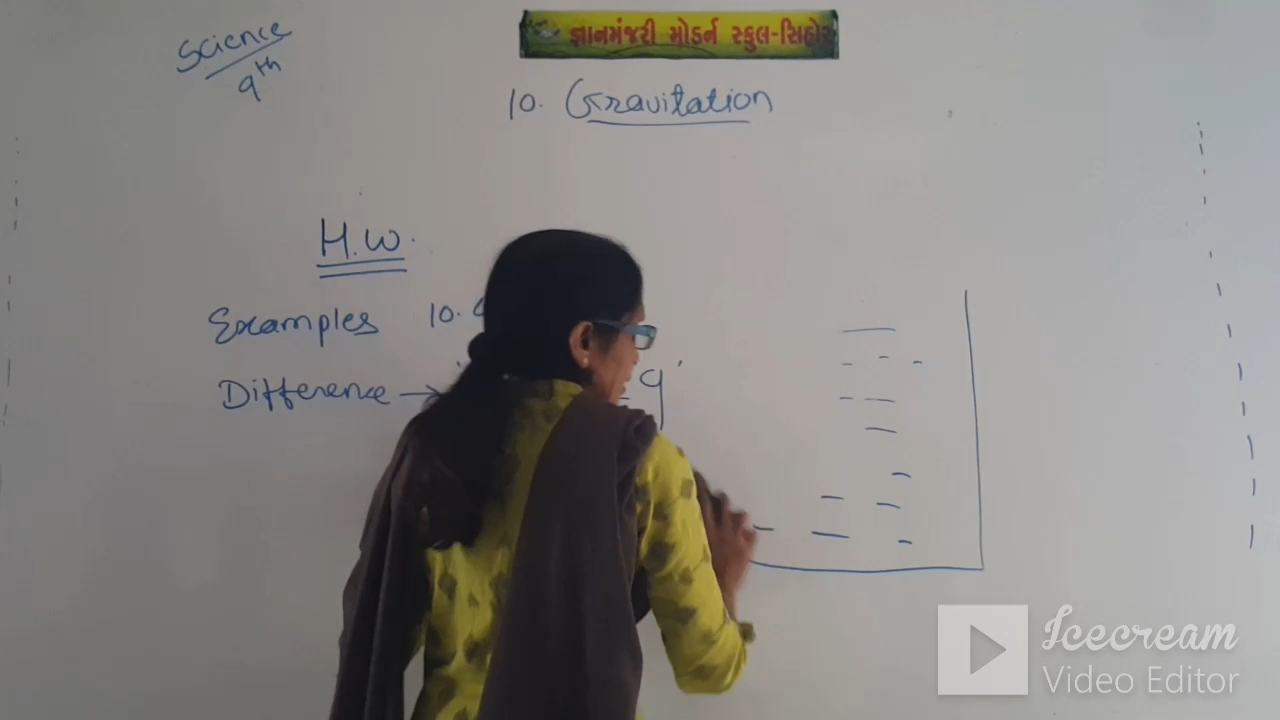 Science
9th
જ્ઞાનમંજરી મોડર્ન સ્કુલ-સિહોર
10. Gravitation
H.W.
Examples 10.
Difference →
Icecream
Video Editor